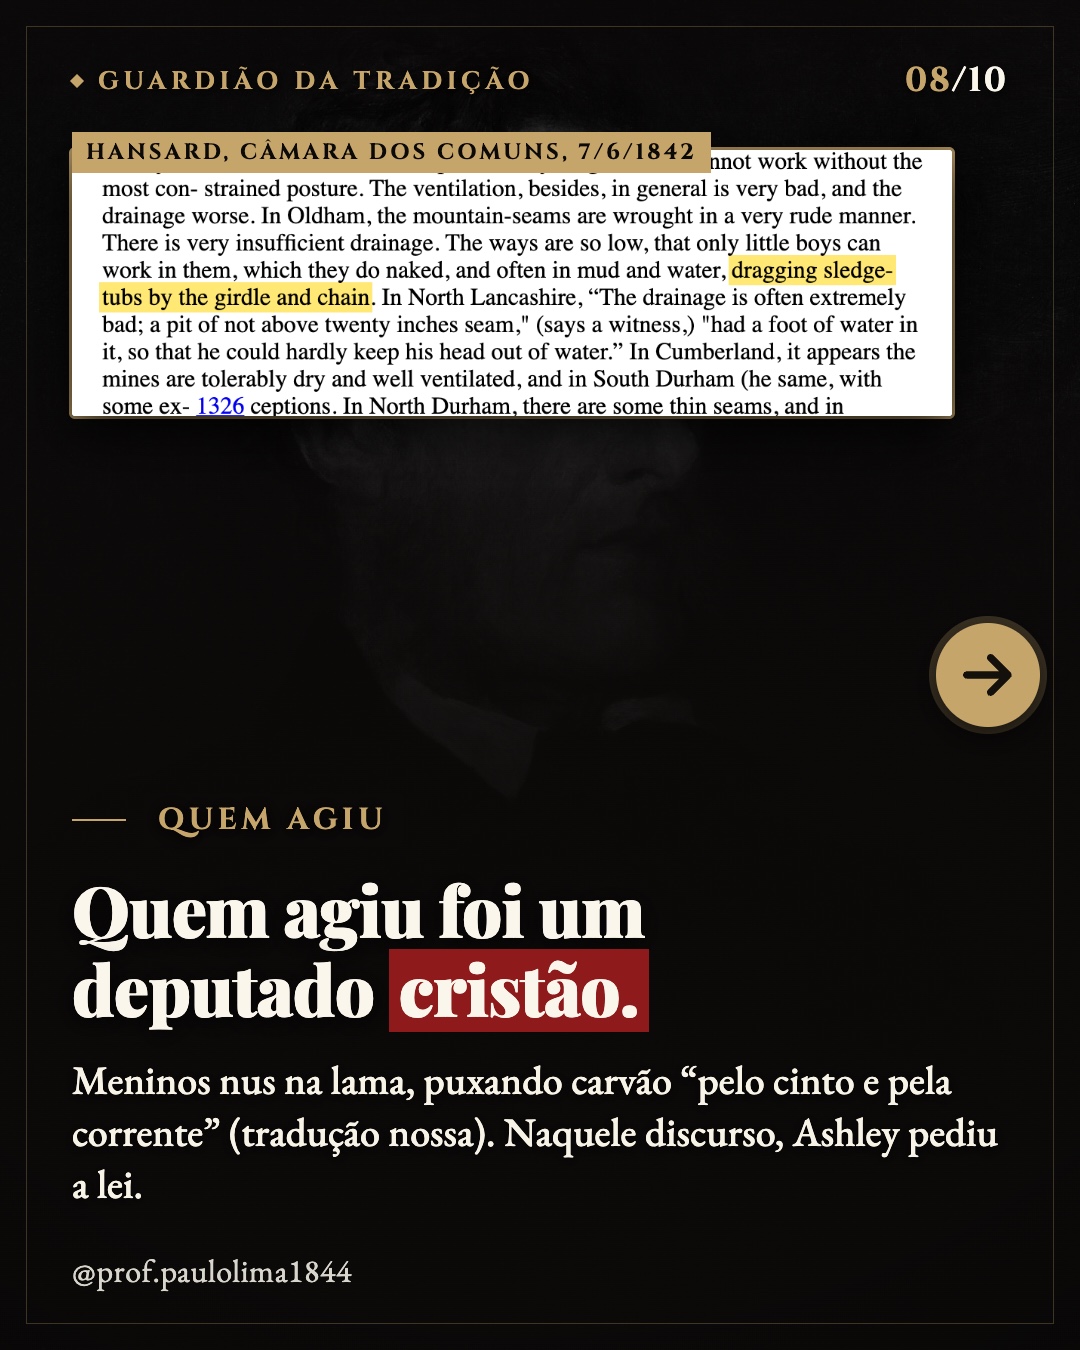 ◆ GUARDIÃO DA TRADIÇÃO
08/10
HANSARD, CÂMARA DOS COMUNS, 7/6/1842
nnot work without the
most con- strained posture. The ventilation, besides, in general is very bad, and the
drainage worse. In Oldham, the mountain-seams are wrought in a very rude manner.
There is very insufficient drainage. The ways are so low, that only little boys can
work in them, which they do naked, and often in mud and water, dragging sledge-
tubs by the girdle and chain. In North Lancashire, “The drainage is often extremely
bad; a pit of not above twenty inches seam," (says a witness,) "had a foot of water in
it, so that he could hardly keep his head out of water.” In Cumberland, it appears the
mines are tolerably dry and well ventilated, and in South Durham (he same, with
some ex- 1326 ceptions. In North Durham, there are some thin seams, and in
QUEM AGIU
Quem agiu foi um
deputado cristão.
Meninos nus na lama, puxando carvão “pelo cinto e pela
corrente” (tradução nossa). Naquele discurso, Ashley pediu
a lei.
@prof.paulolima1844